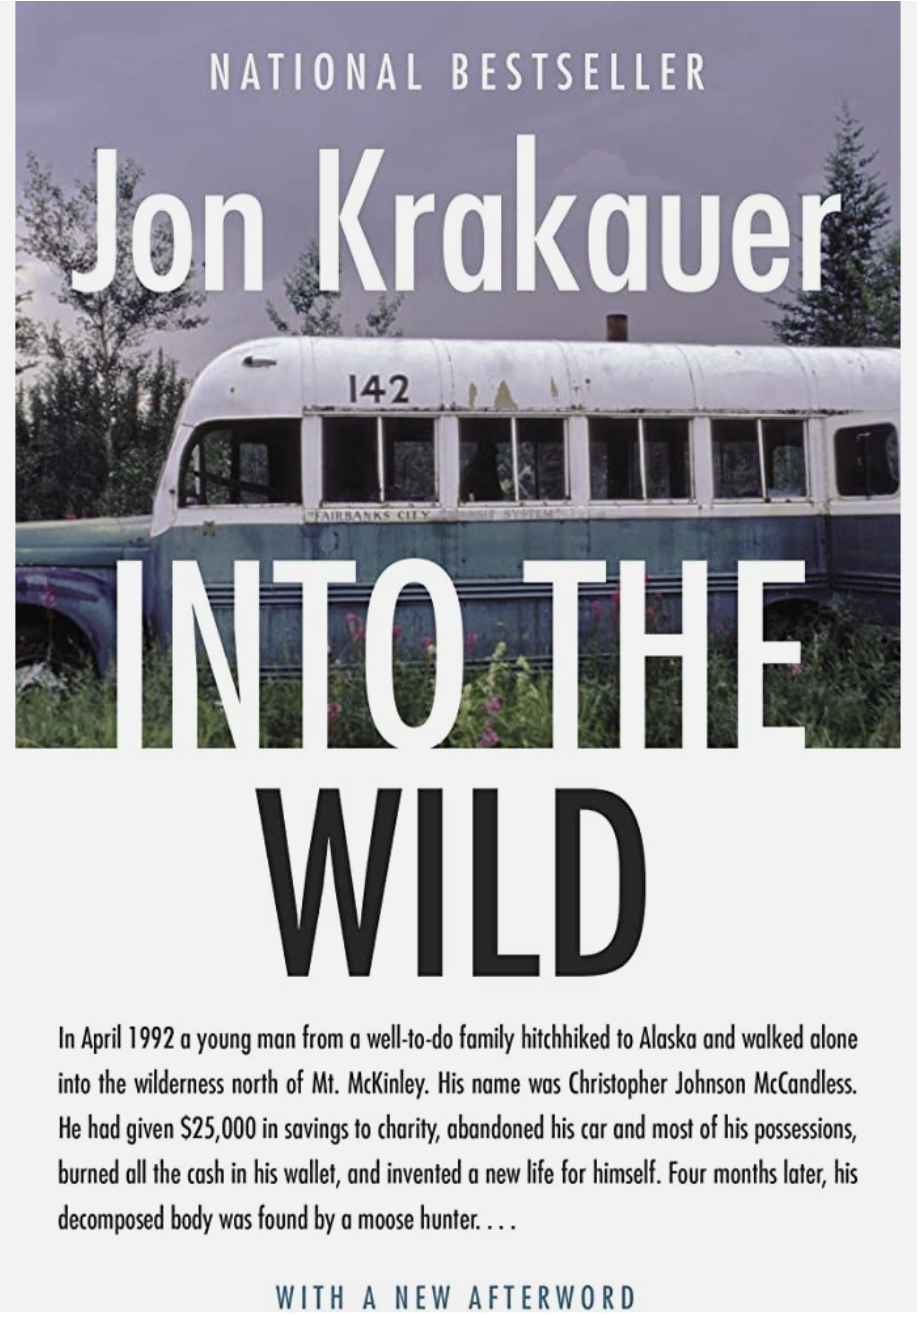 NATIONAL BESTSELLER
Jon Krakauer
142
FAIRBANKS CITY TRANSIT SYSTEM
INTO THE
WILD
In April 1992 a young man from a well-to-do family hitchhiked to Alaska and walked alone
into the wilderness north of Mt. McKinley. His name was Christopher Johnson McCandless.
He had given $25,000 in savings to charity, abandoned his car and most of his possessions,
burned all the cash in his wallet, and invented a new life for himself. Four months later, his
decomposed body was found by a moose hunter. . . .
WITH A NEW AFTERWORD